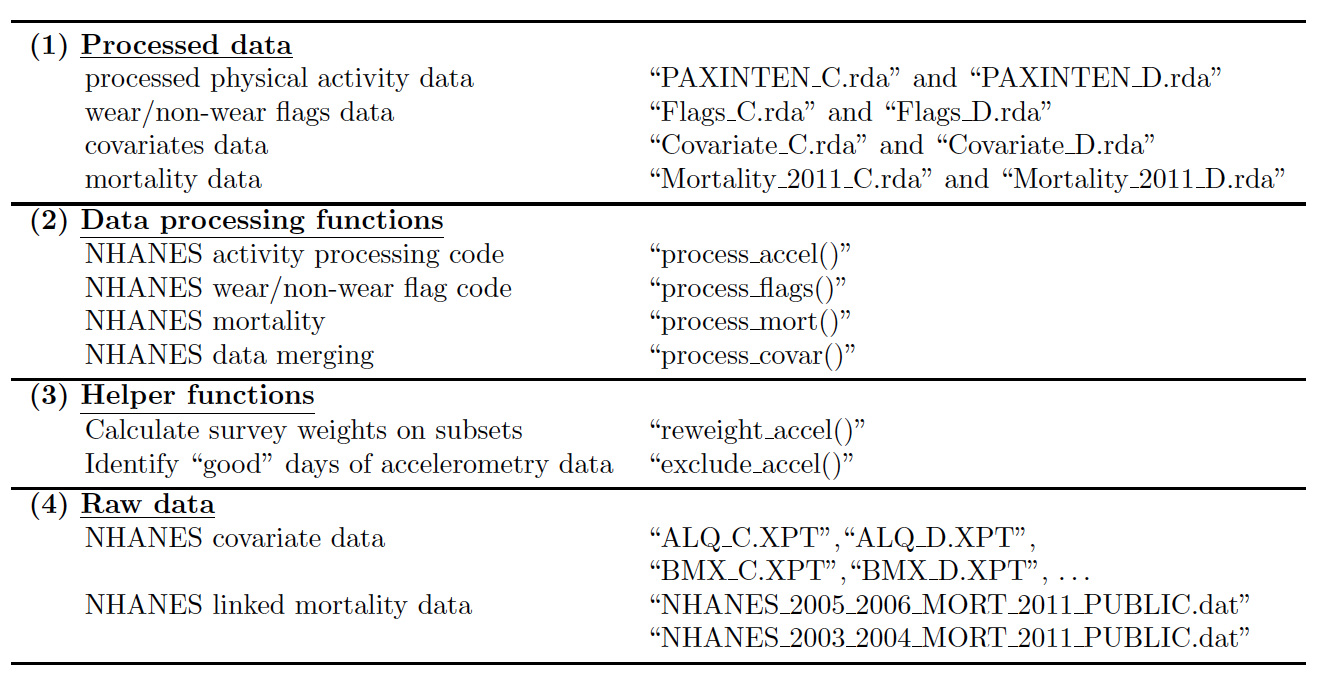 (1) Processed data
processed physical activity data “PAXINTEN_C.rda” and “PAXINTEN_D.rda”
wear/non-wear flags data “Flags_C.rda” and “Flags_D.rda”
covariates data “Covariate_C.rda” and “Covariate_D.rda”
mortality data “Mortality_2011_C.rda” and “Mortality_2011_D.rda”
(2) Data processing functions
NHANES activity processing code “process_accel()”
NHANES wear/non-wear flag code “process_flags()”
NHANES mortality “process_mort()”
NHANES data merging “process_covar()”
(3) Helper functions
Calculate survey weights on subsets “reweight_accel()”
Identify “good” days of accelerometry data “exclude_accel()”
(4) Raw data
NHANES covariate data “ALQ_C.XPT”,“ALQ_D.XPT”,
“BMX_C.XPT”,“BMX_D.XPT”, ...
NHANES linked mortality data “NHANES_2005_2006_MORT_2011_PUBLIC.dat”
“NHANES_2003_2004_MORT_2011_PUBLIC.dat”